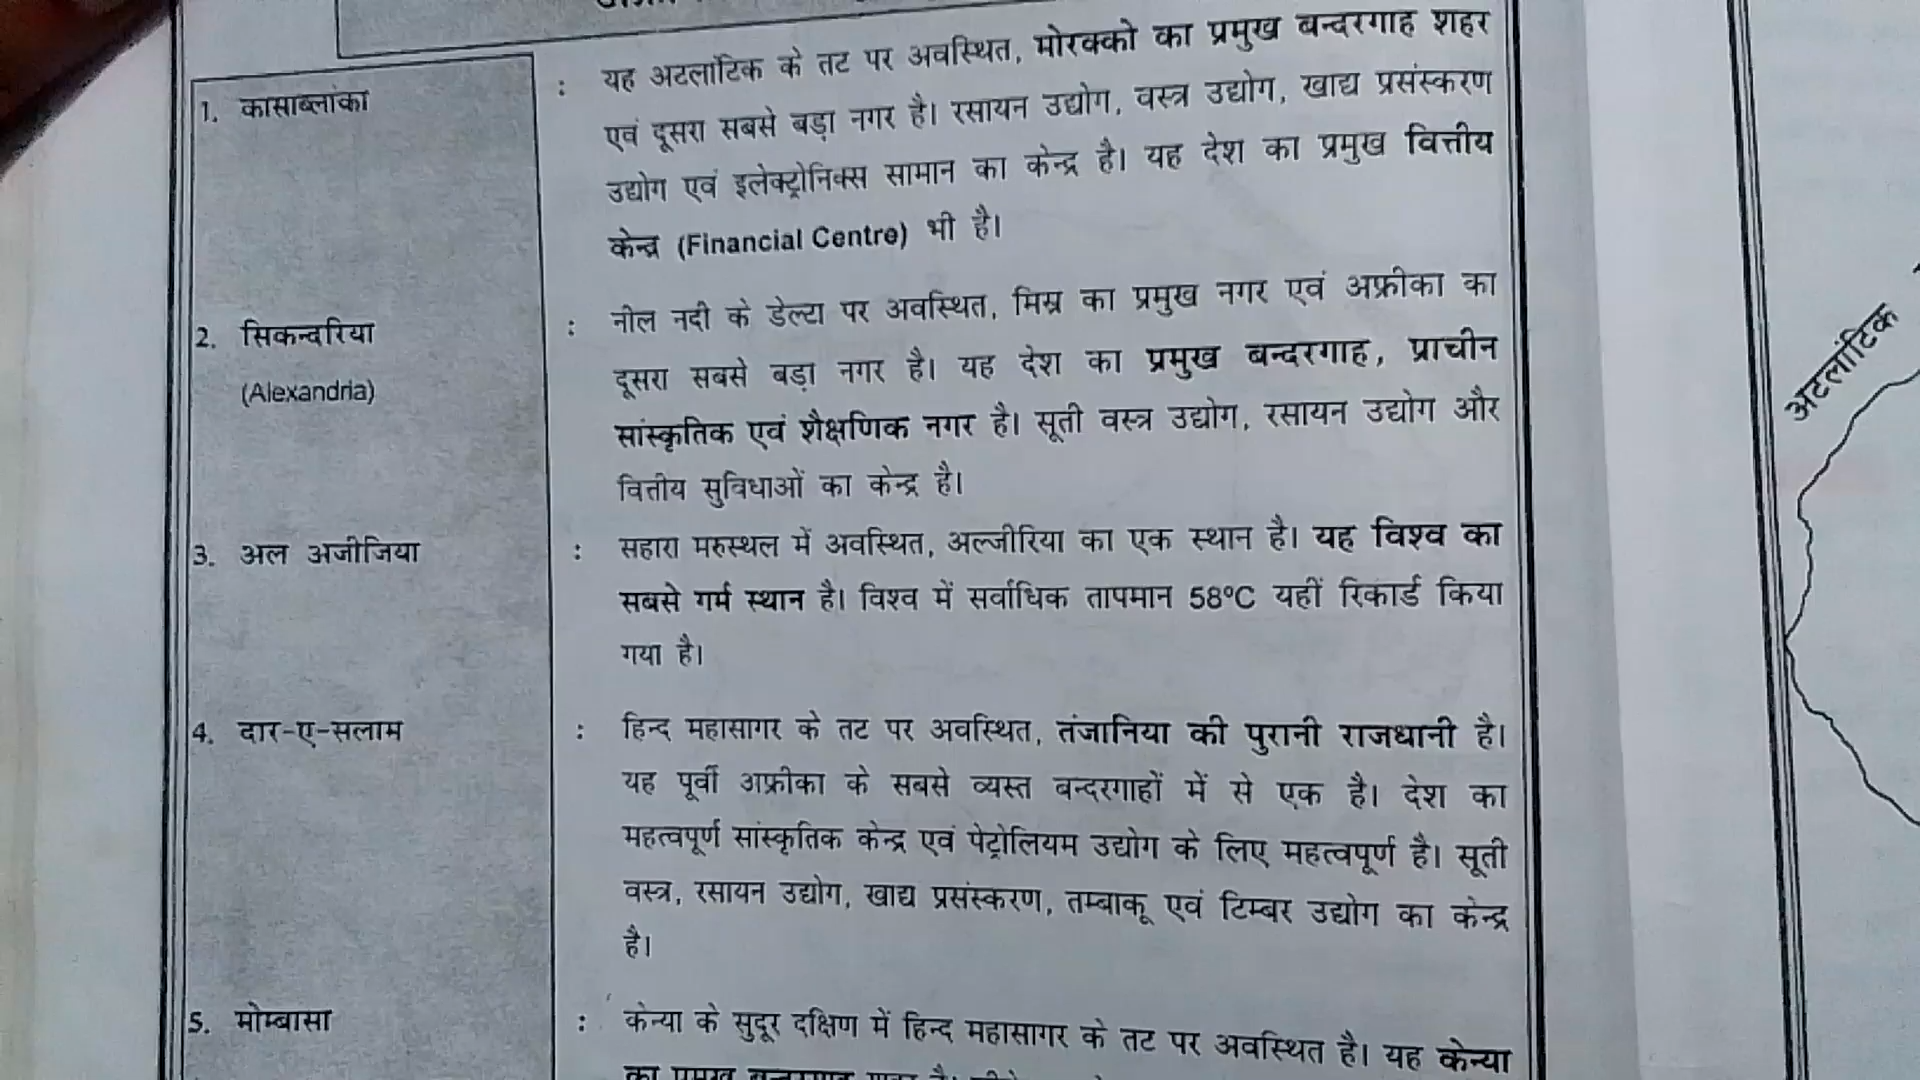 1. कासाब्लांका : यह अटलांटिक के तट पर अवस्थित, मोरक्को का प्रमुख बन्दरगाह शहर
एवं दूसरा सबसे बड़ा नगर है। रसायन उद्योग, वस्त्र उद्योग, खाद्य प्रसंस्करण
उद्योग एवं इलेक्ट्रोनिक्स सामान का केन्द्र है। यह देश का प्रमुख वित्तीय
केन्द्र (Financial Centre) भी है।
2. सिकन्दरिया : नील नदी के डेल्टा पर अवस्थित, मिस्र का प्रमुख नगर एवं अफ्रीका का
(Alexandria) दूसरा सबसे बड़ा नगर है। यह देश का प्रमुख बन्दरगाह, प्राचीन
सांस्कृतिक एवं शैक्षणिक नगर है। सूती वस्त्र उद्योग, रसायन उद्योग और
वित्तीय सुविधाओं का केन्द्र है।
3. अल अजीजिया : सहारा मरुस्थल में अवस्थित, अल्जीरिया का एक स्थान है। यह विश्व का
सबसे गर्म स्थान है। विश्व में सर्वाधिक तापमान 58°C यहीं रिकार्ड किया
गया है।
4. दार-ए-सलाम : हिन्द महासागर के तट पर अवस्थित, तंजानिया की पुरानी राजधानी है।
यह पूर्वी अफ्रीका के सबसे व्यस्त बन्दरगाहों में से एक है। देश का
महत्वपूर्ण सांस्कृतिक केन्द्र एवं पेट्रोलियम उद्योग के लिए महत्वपूर्ण है। सूती
वस्त्र, रसायन उद्योग, खाद्य प्रसंस्करण, तम्बाकू एवं टिम्बर उद्योग का केन्द्र
है।
5. मोम्बासा : केन्या के सुदूर दक्षिण में हिन्द महासागर के तट पर अवस्थित है। यह केन्या
अटलांटिक